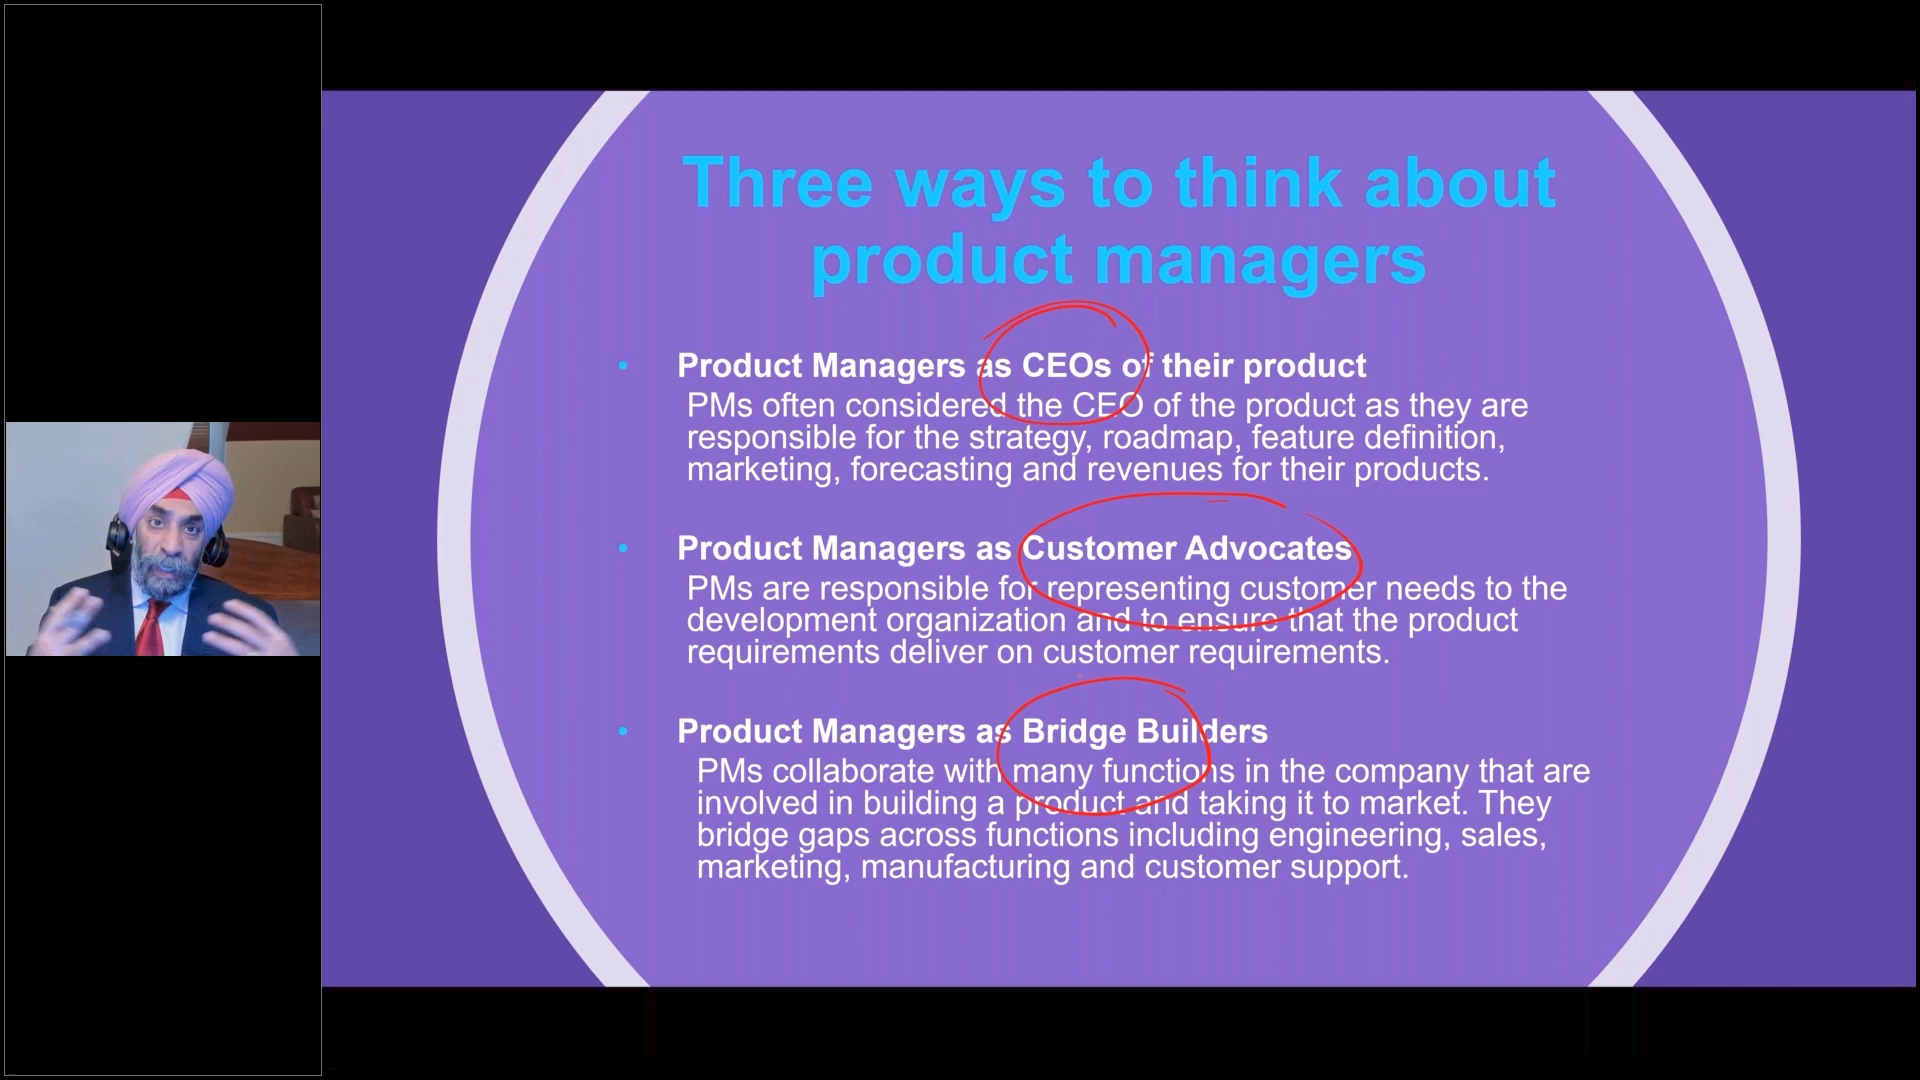 Three ways to think about
product managers
• Product Managers as CEOs of their product
PMs often considered the CEO of the product as they are
responsible for the strategy, roadmap, feature definition,
marketing, forecasting and revenues for their products.
• Product Managers as Customer Advocates
PMs are responsible for representing customer needs to the
development organization and to ensure that the product
requirements deliver on customer requirements.
• Product Managers as Bridge Builders
PMs collaborate with many functions in the company that are
involved in building a product and taking it to market. They
bridge gaps across functions including engineering, sales,
marketing, manufacturing and customer support.